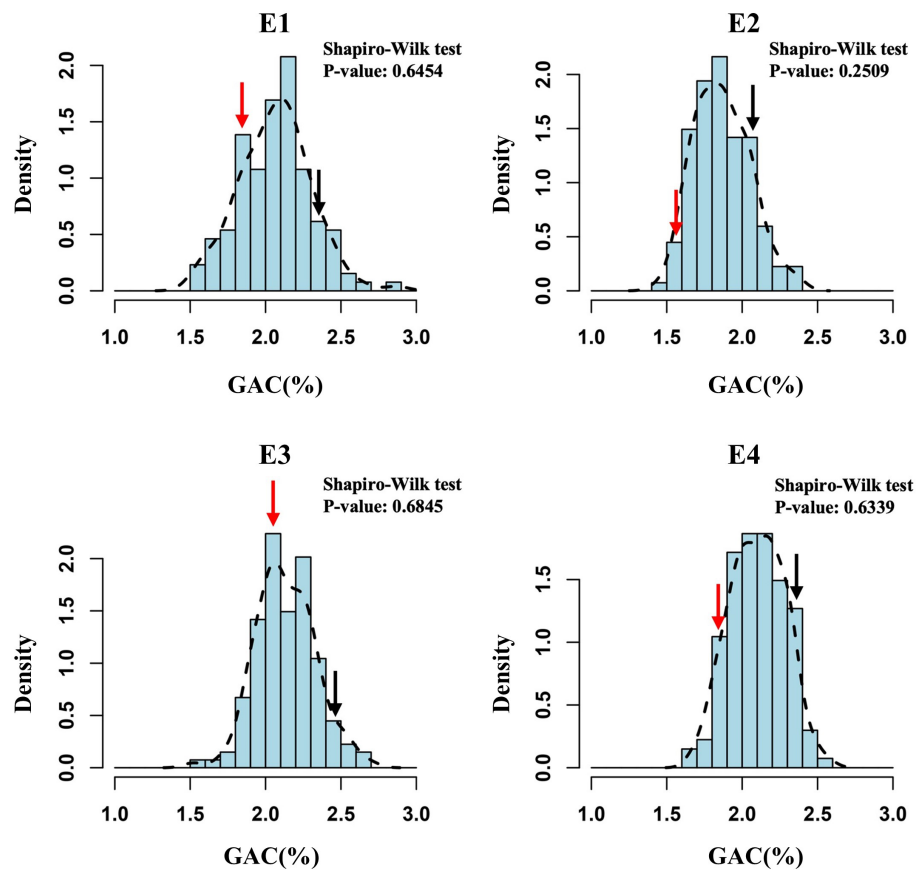 E1
Shapiro-Wilk test
P-value: 0.6454
Density
0.0 0.5 1.0 1.5 2.0
1.0 1.5 2.0 2.5 3.0
GAC(%)
E2
Shapiro-Wilk test
P-value: 0.2509
Density
0.0 0.5 1.0 1.5 2.0
1.0 1.5 2.0 2.5 3.0
GAC(%)
E3
Shapiro-Wilk test
P-value: 0.6845
Density
0.0 0.5 1.0 1.5 2.0
1.0 1.5 2.0 2.5 3.0
GAC(%)
E4
Shapiro-Wilk test
P-value: 0.6339
Density
0.0 0.5 1.0 1.5
1.0 1.5 2.0 2.5 3.0
GAC(%)